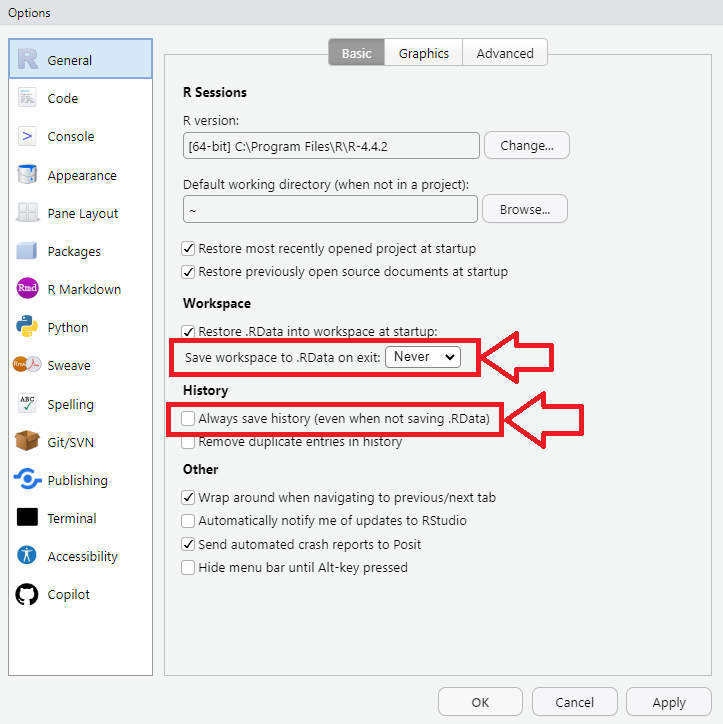 Options
General
Code
Console
Appearance
Pane Layout
Packages
R Markdown
Python
Sweave
Spelling
Git/SVN
Publishing
Terminal
Accessibility
Copilot
Basic Graphics Advanced
R Sessions
R version:
[64-bit] C:\Program Files\R\R-4.4.2 Change...
Default working directory (when not in a project):
~ Browse...
Restore most recently opened project at startup
Restore previously open source documents at startup
Workspace
Restore .RData into workspace at startup:
Save workspace to .RData on exit: Never
History
Always save history (even when not saving .RData)
Remove duplicate entries in history
Other
Wrap around when navigating to previous/next tab
Automatically notify me of updates to RStudio
Send automated crash reports to Posit
Hide menu bar until Alt-key pressed
OK Cancel Apply